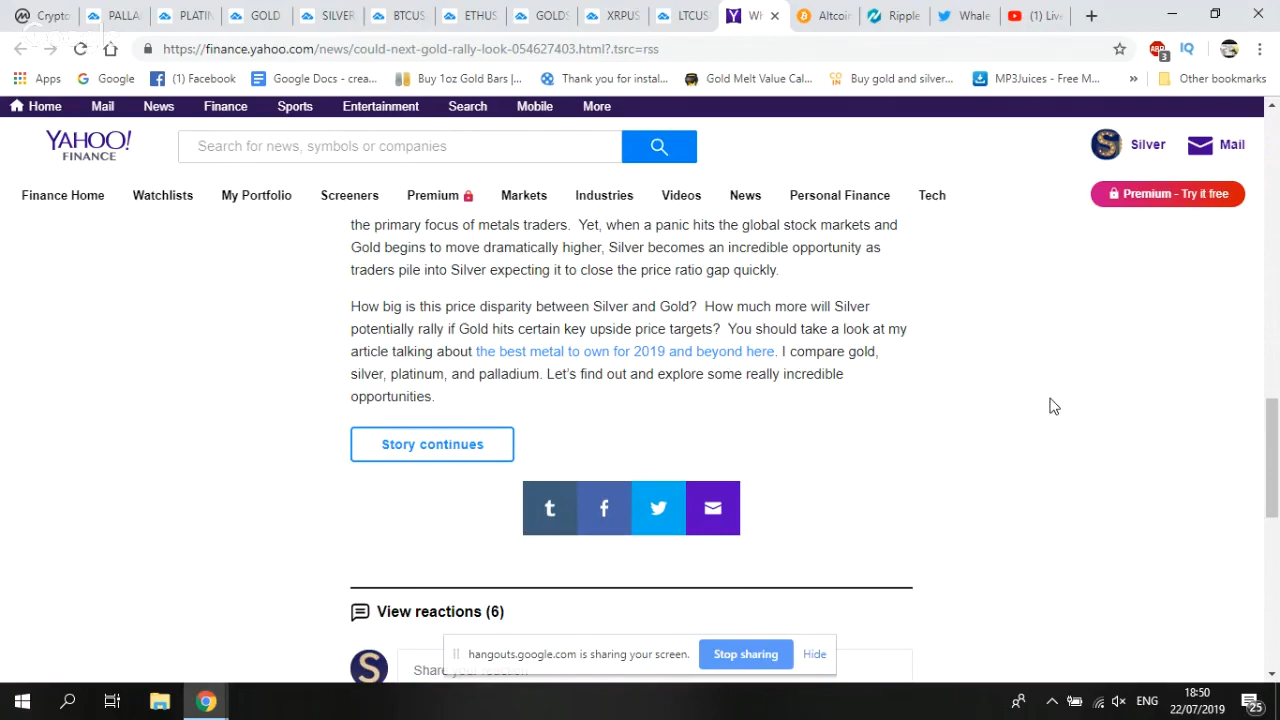 Crypto
PALLA
PLATIN
GOLD
SILVER
BTCUS
ETHUS
GOLDS
XRPUS
LTCUS
Wh
Altcoin
Ripple
Whale
(1) Live
https://finance.yahoo.com/news/could-next-gold-rally-look-054627403.html?.tsrc=rss
ABP
3
IQ
Apps
Google
(1) Facebook
Google Docs - crea...
Buy 1oz Gold Bars |...
Thank you for instal...
Gold Melt Value Cal...
CO IN
Buy gold and silver...
MP3Juices - Free M...
»
Other bookmarks
Home Mail News Finance Sports Entertainment Search Mobile More
YAHOO!
FINANCE
Search for news, symbols or companies
Silver
Mail
Finance Home Watchlists My Portfolio Screeners Premium Markets Industries Videos News Personal Finance Tech
Premium - Try it free
the primary focus of metals traders. Yet, when a panic hits the global stock markets and
Gold begins to move dramatically higher, Silver becomes an incredible opportunity as
traders pile into Silver expecting it to close the price ratio gap quickly.
How big is this price disparity between Silver and Gold? How much more will Silver
potentially rally if Gold hits certain key upside price targets? You should take a look at my
article talking about the best metal to own for 2019 and beyond here. I compare gold,
silver, platinum, and palladium. Let's find out and explore some really incredible
opportunities.
Story continues
t
f
View reactions (6)
S
Share your reaction
hangouts.google.com is sharing your screen.
Stop sharing
Hide
ENG
18:50
22/07/2019
25